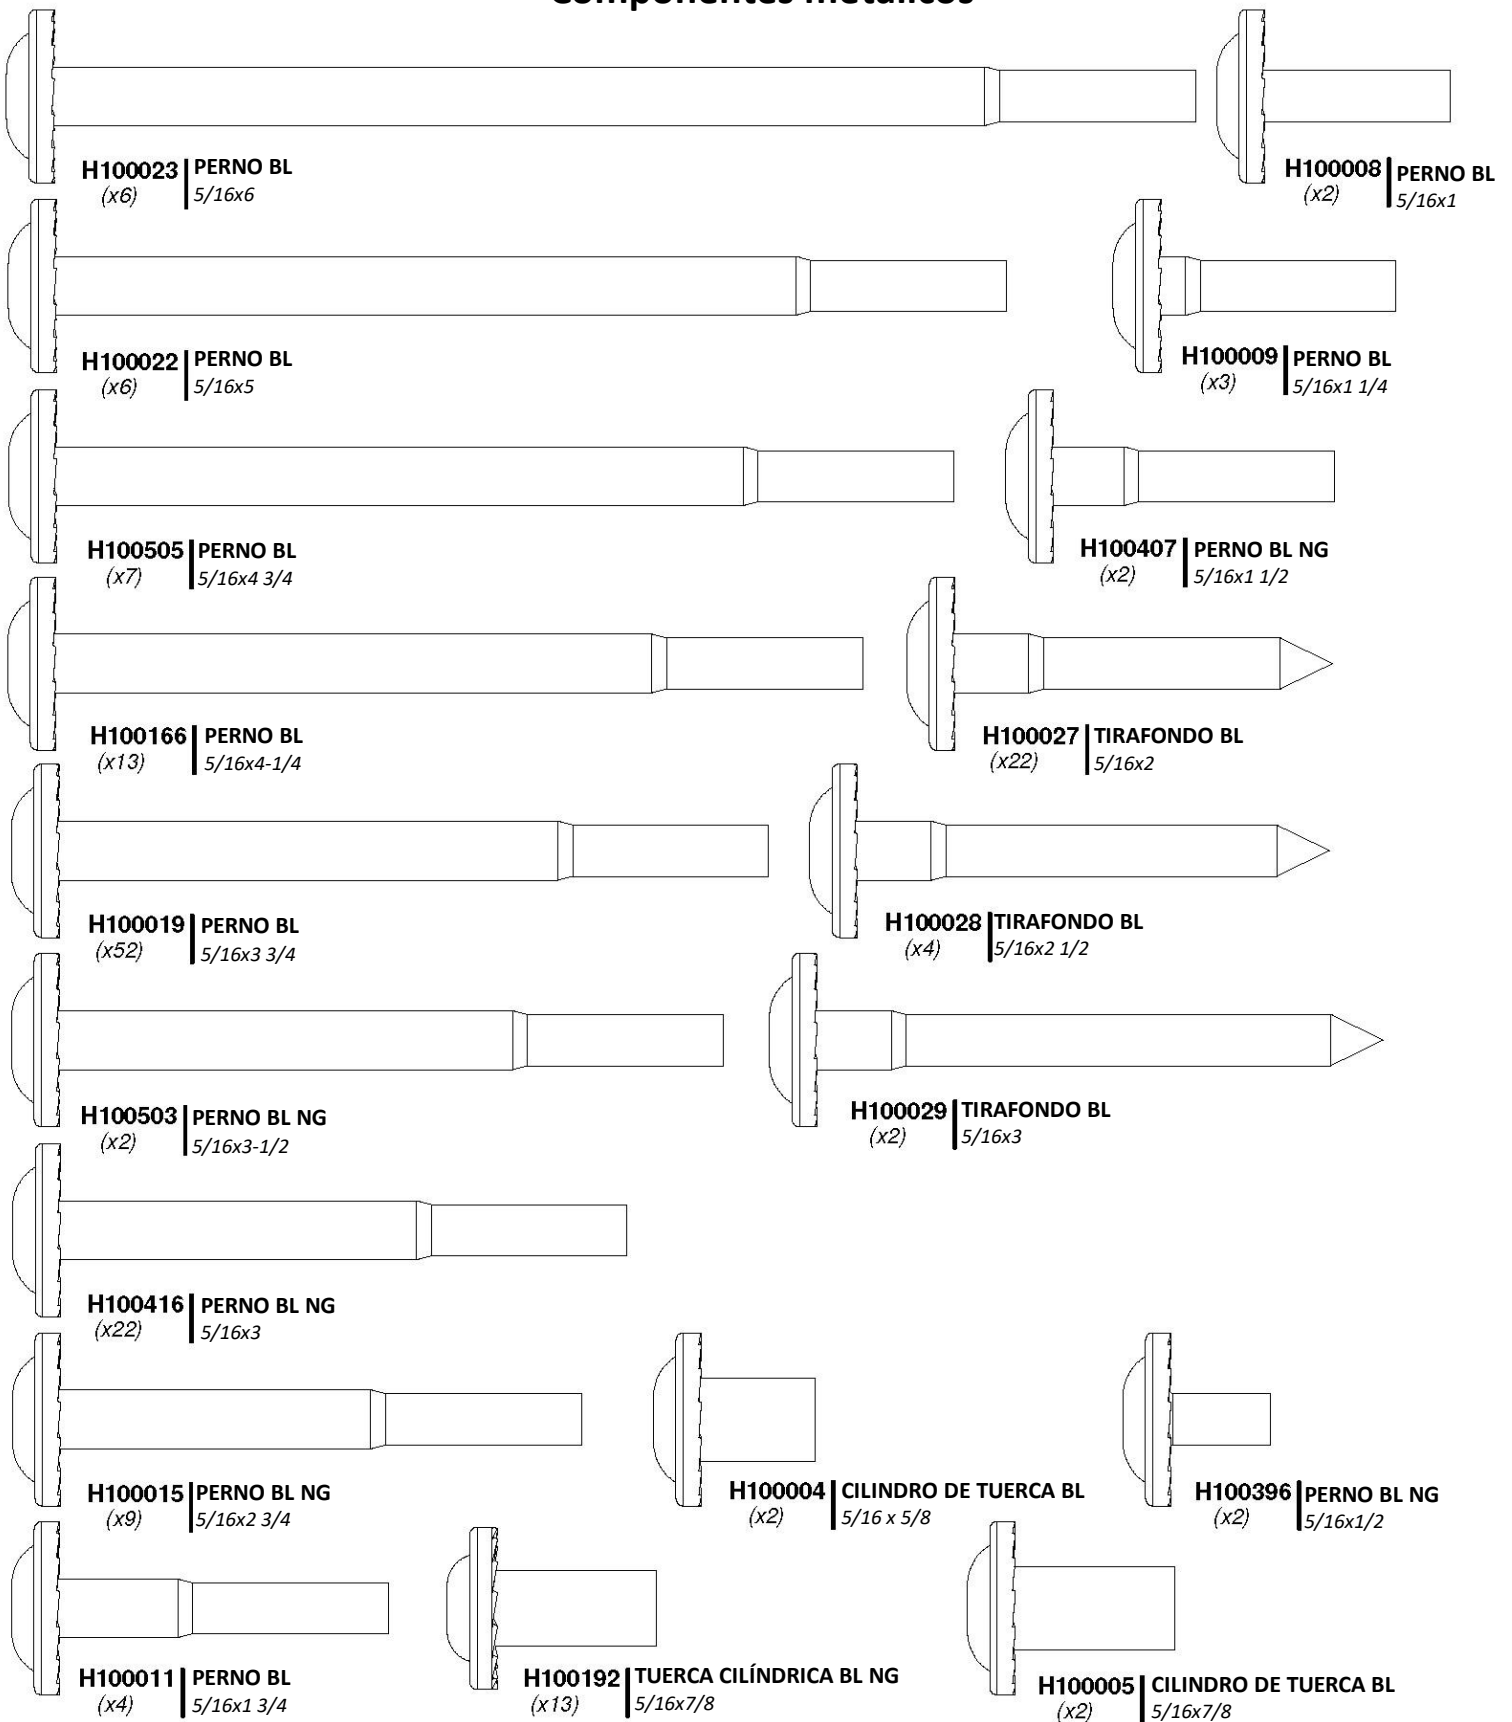 Componentes metálicos
H100023 PERNO BL
(x6) 5/16x6
H100008 PERNO BL
(x2) 5/16x1
H100022 PERNO BL
(x6) 5/16x5
H100009 PERNO BL
(x3) 5/16x1 1/4
H100505 PERNO BL
(x7) 5/16x4 3/4
H100407 PERNO BL NG
(x2) 5/16x1 1/2
H100166 PERNO BL
(x13) 5/16x4-1/4
H100027 TIRAFONDO BL
(x22) 5/16x2
H100019 PERNO BL
(x52) 5/16x3 3/4
H100028 TIRAFONDO BL
(x4) 5/16x2 1/2
H100503 PERNO BL NG
(x2) 5/16x3-1/2
H100029 TIRAFONDO BL
(x2) 5/16x3
H100416 PERNO BL NG
(x22) 5/16x3
H100015 PERNO BL NG
(x9) 5/16x2 3/4
H100004 CILINDRO DE TUERCA BL
(x2) 5/16 x 5/8
H100396 PERNO BL NG
(x2) 5/16x1/2
H100011 PERNO BL
(x4) 5/16x1 3/4
H100192 TUERCA CILÍNDRICA BL NG
(x13) 5/16x7/8
H100005 CILINDRO DE TUERCA BL
(x2) 5/16x7/8